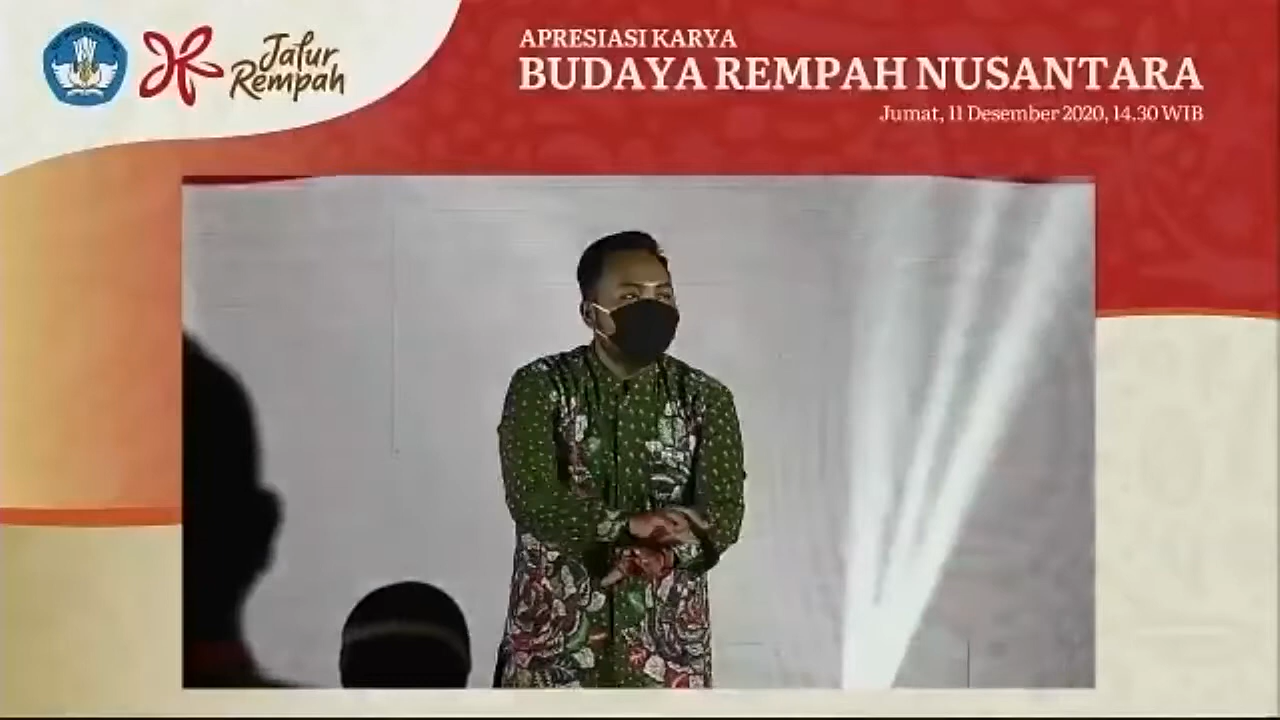 Jalur
Rempah
APRESIASI KARYA
BUDAYA REMPAH NUSANTARA
Jumat, 11 Desember 2020, 14.30 WIB